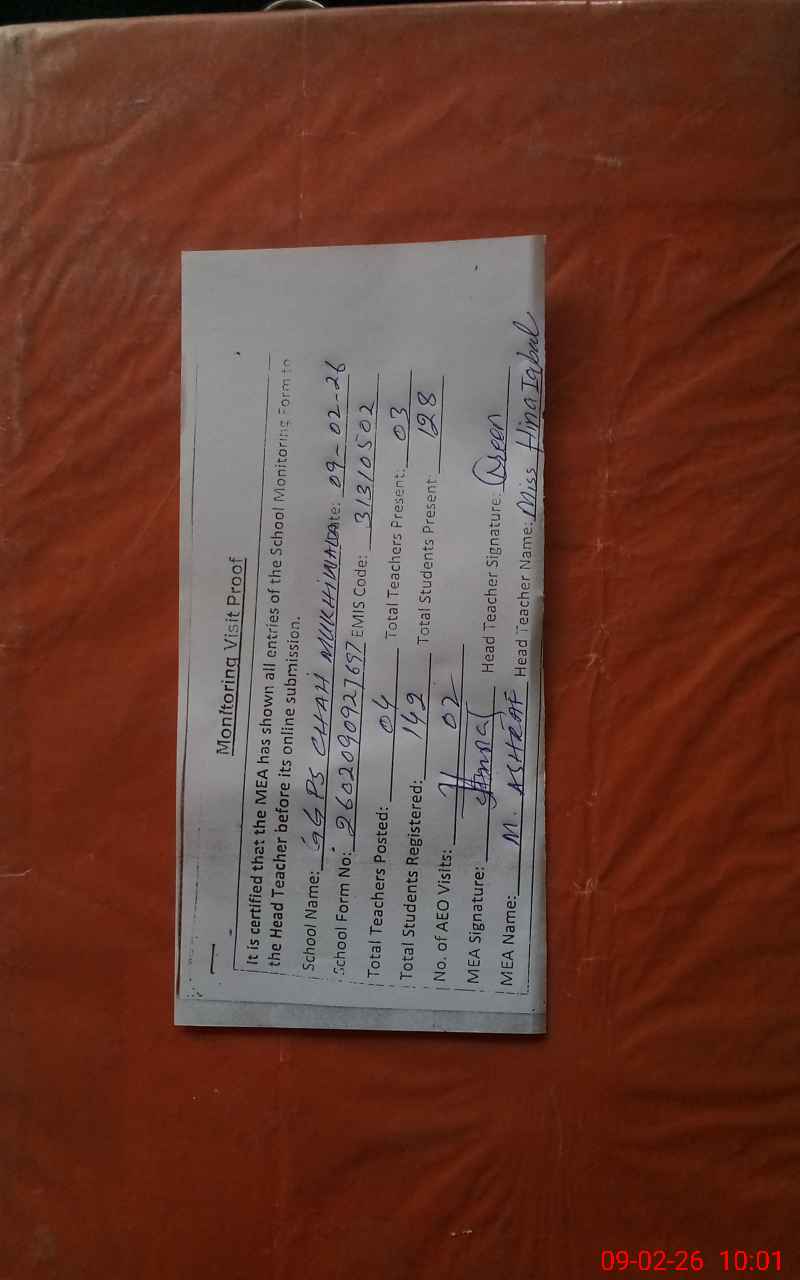 Monitoring Visit Proof
It is certified that the MEA has shown all entries of the School Monitoring Form to
the Head Teacher before its online submission.
School Name: GGPS CHAH MUKHIWALA Date: 09-02-26
School Form No: 2602090927697 EMIS Code: 31310502
Total Teachers Posted: 04 Total Teachers Present: 03
Total Students Registered: 142 Total Students Present: 128
No. of AEO Visits: 02
MEA Signature: Head Teacher Signature:
MEA Name: M. ASHRAF Head Teacher Name: Miss Hina Iqbal
09-02-26 10:01